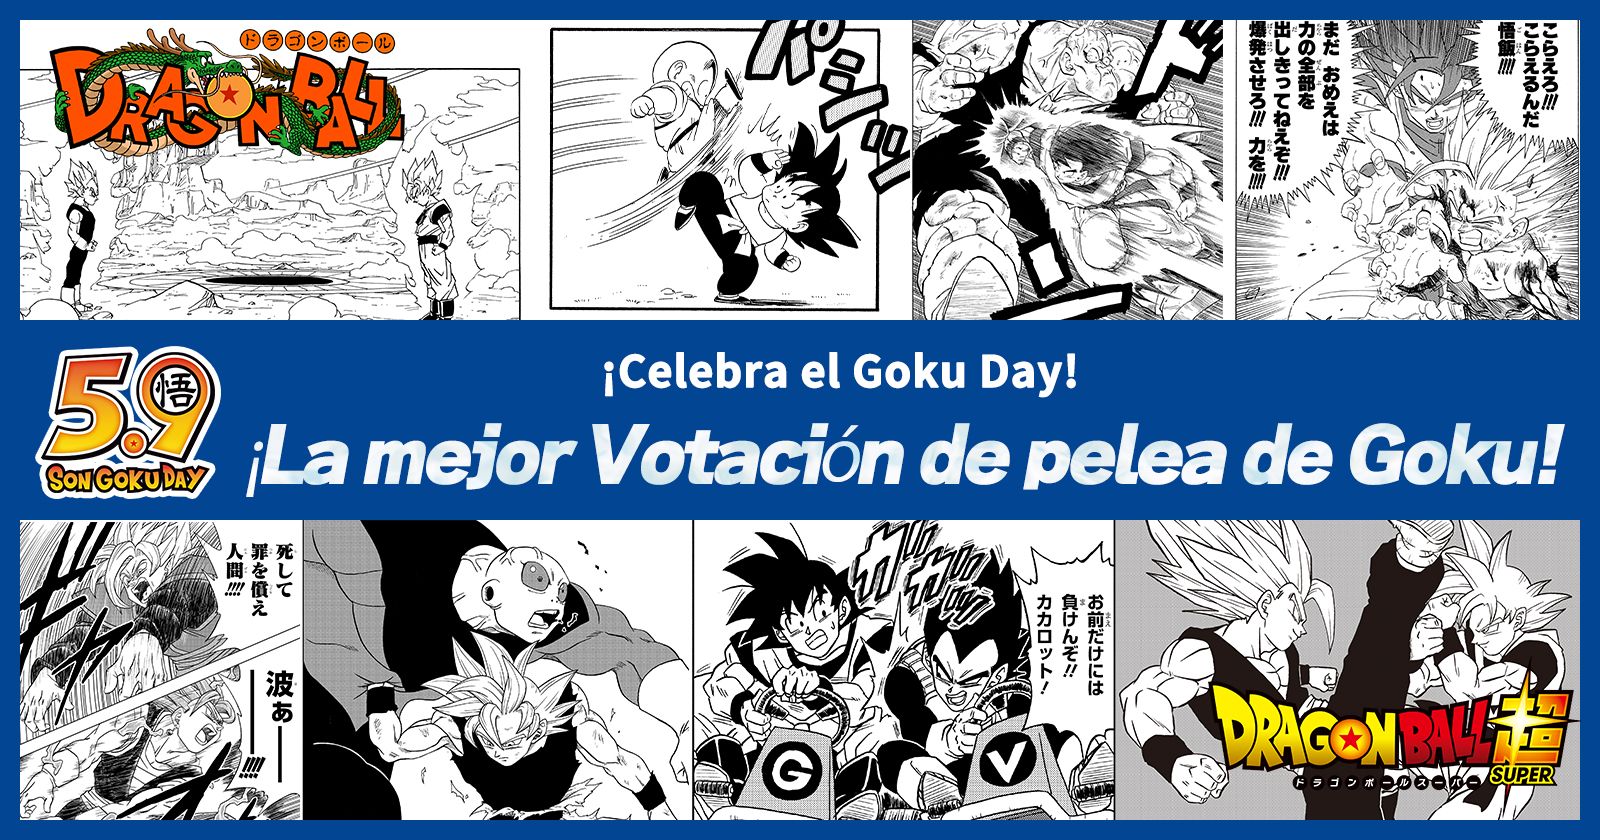 ドラゴンボール
DRAGON BALL
パシッ
ド
まだ おめえは
力の全部を
出しきってねえぞ!!!
爆発させろ!!! 力を!!!!
こらえろ!!!
こらえるんだ
悟飯!!!!
5.9
悟
SON GOKU DAY
¡Celebra el Goku Day!
¡La mejor Votación de pelea de Goku!
死して
罪を償え
人間!!!!
波ぁ
!!!!
お前だけには
負けんぞ!!
カカロット!
G
V
DRAGON BALL 超
SUPER
ドラゴンボールスーパー